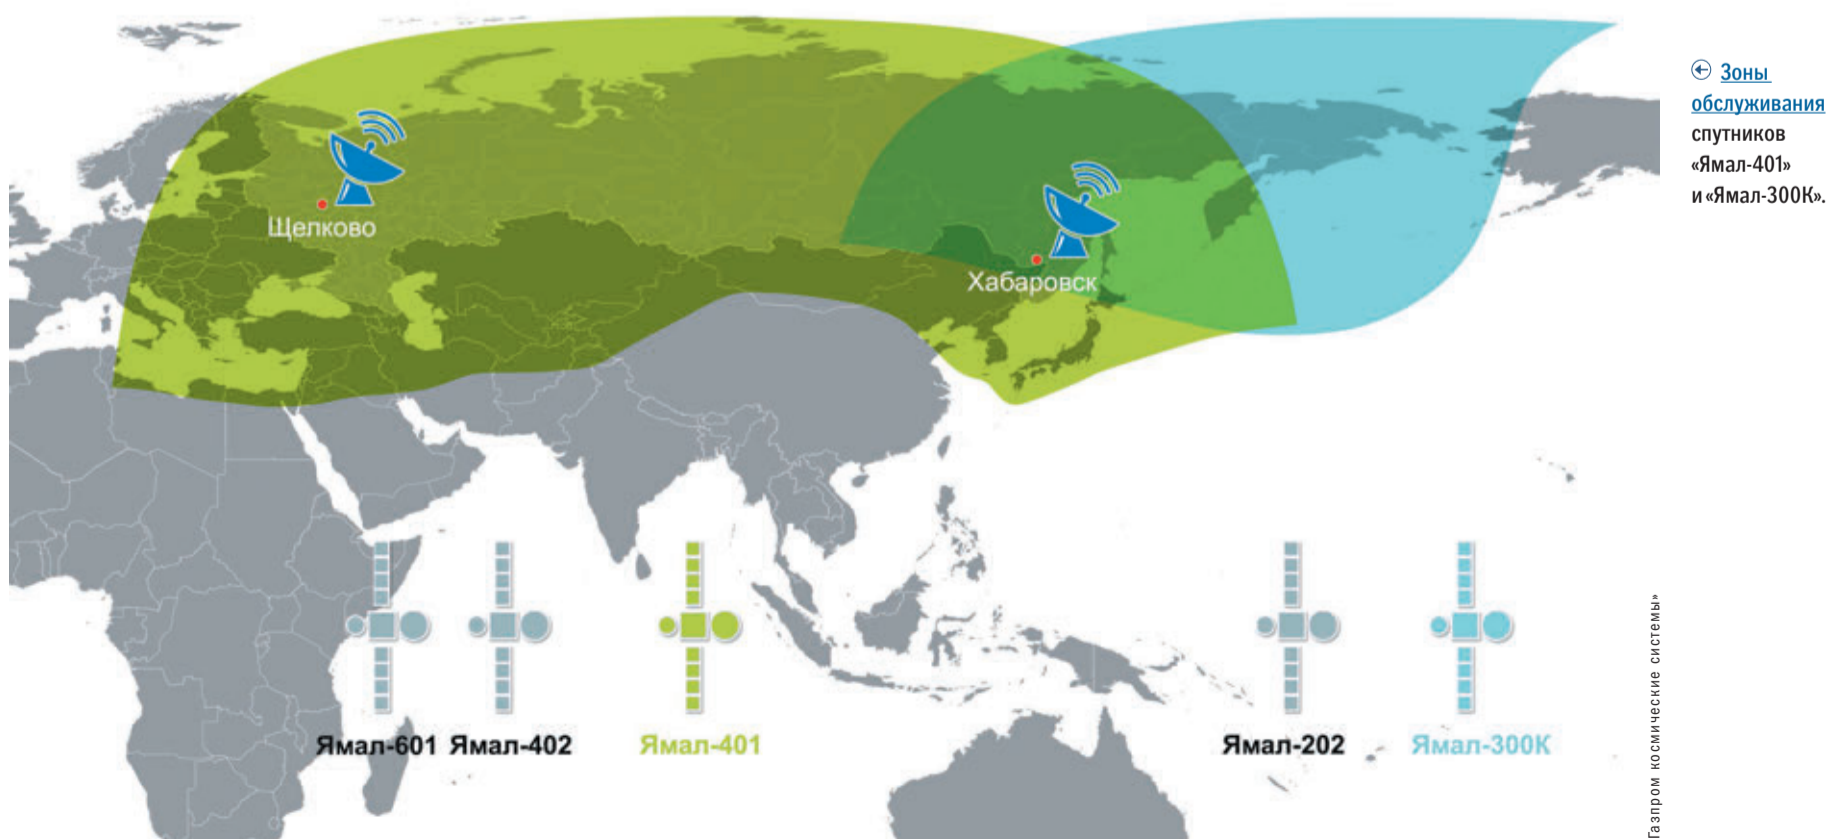 Зоны
обслуживания
спутников
«Ямал-401»
и «Ямал-300К».
Щелково
Хабаровск
Ямал-601
Ямал-402
Ямал-401
Ямал-202
Ямал-300К
Газпром космические системы»